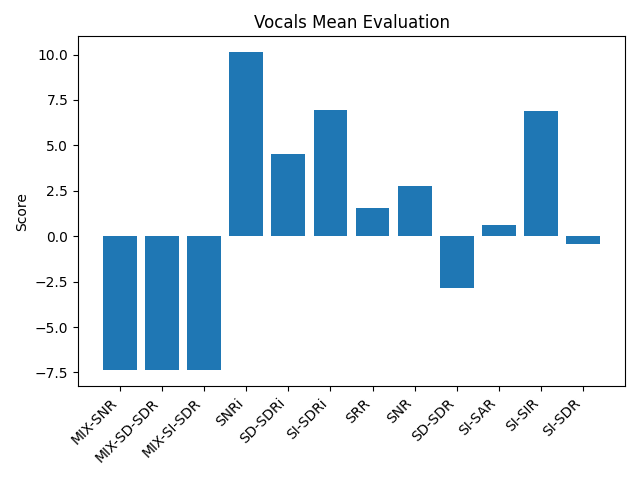 Vocals Mean Evaluation
10.0
7.5
5.0
2.5
0.0
−2.5
−5.0
−7.5
Score
MIX-SNR
MIX-SD-SDR
MIX-SI-SDR
SNRi
SD-SDRi
SI-SDRi
SRR
SNR
SD-SDR
SI-SAR
SI-SIR
SI-SDR